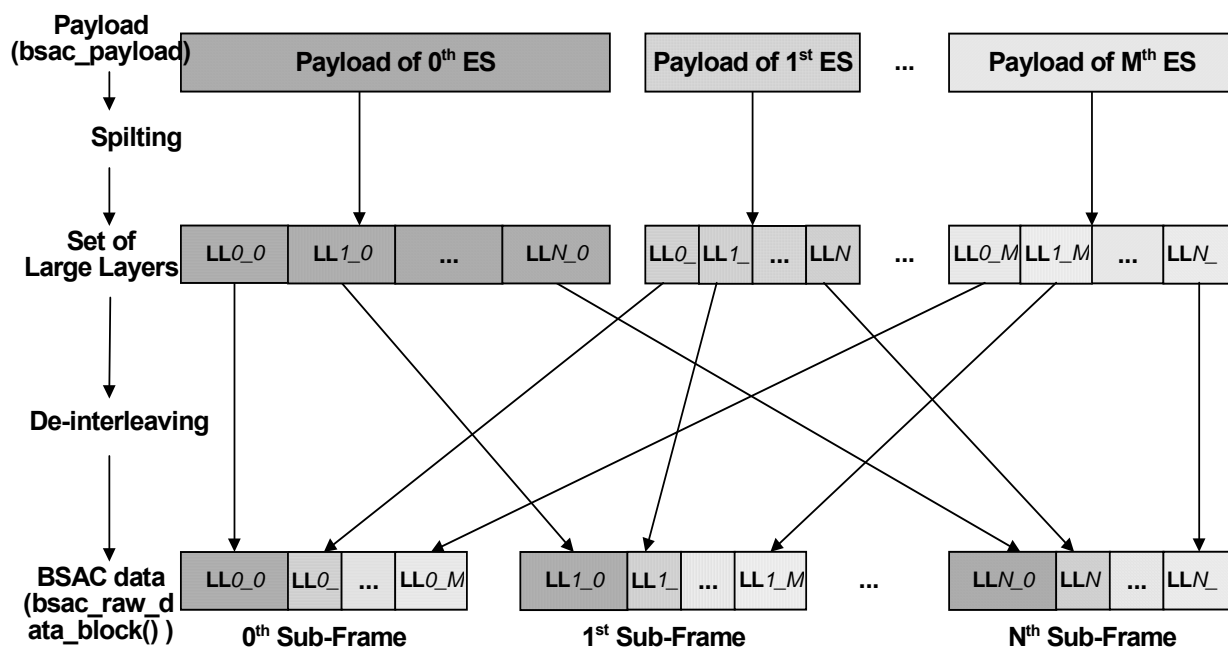 Payload
(bsac_payload)
Payload of 0th ES
Payload of 1st ES
...
Payload of Mth ES
Spilting
Set of
Large Layers
LL0_0
LL1_0
...
LLN_0
LL0_
LL1_
...
LLN
...
LL0_M
LL1_M
...
LLN_
De-interleaving
BSAC data
(bsac_raw_d
ata_block() )
LL0_0
LL0_
...
LL0_M
LL1_0
LL1_
...
LL1_M
...
LLN_0
LLN
...
LLN_
0th Sub-Frame
1st Sub-Frame
Nth Sub-Frame